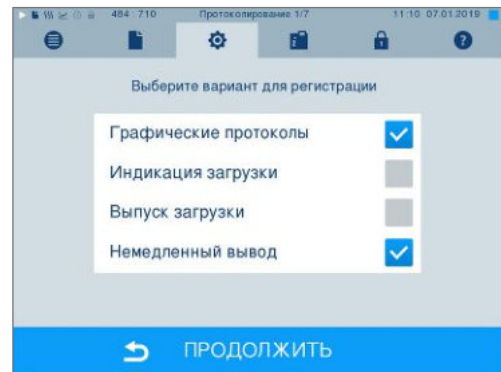 484 : 710 Протоколирование 1/7 11:10 07.01.2019
Выберите вариант для регистрации
Графические протоколы
Индикация загрузки
Выпуск загрузки
Немедленный вывод
ПРОДОЛЖИТЬ